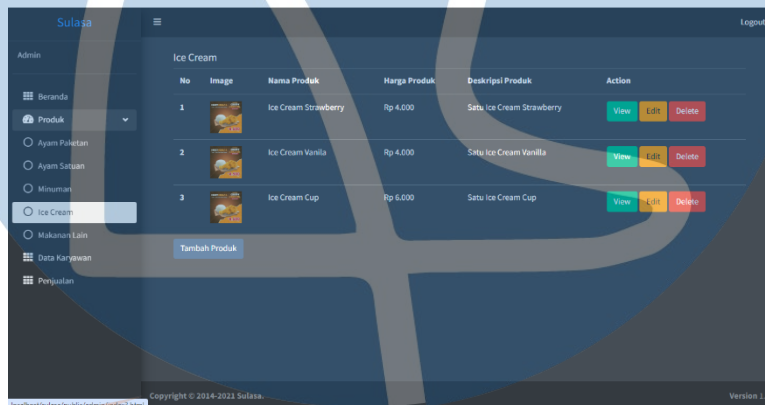 Sulasa
Logout
Admin
Beranda
Produk
Ayam Paketan
Ayam Satuan
Minuman
Ice Cream
Makanan Lain
Data Karyawan
Penjualan
Ice Cream
No Image Nama Produk Harga Produk Deskripsi Produk Action
1 Ice Cream Strawberry Rp 4.000 Satu Ice Cream Strawberry View Edit Delete
2 Ice Cream Vanila Rp 4.000 Satu Ice Cream Vanilla View Edit Delete
3 Ice Cream Cup Rp 6.000 Satu Ice Cream Cup View Edit Delete
Tambah Produk
Copyright © 2014-2021 Sulasa.
Version